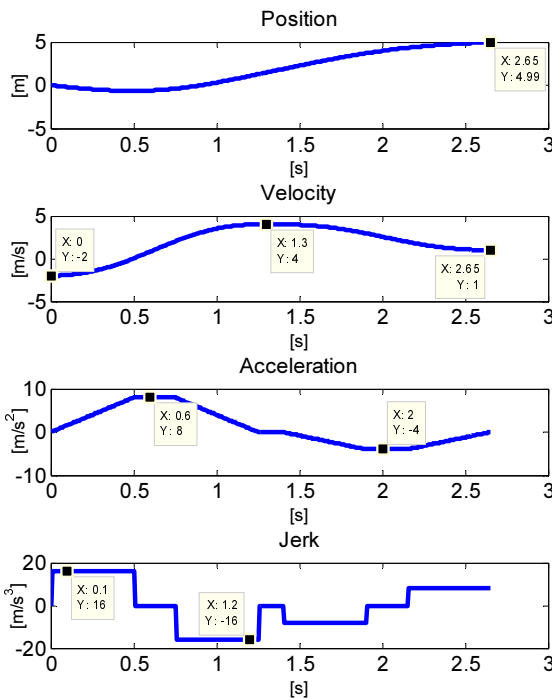 Position
5
0
-5
[m]
X: 2.65
Y: 4.99
0
0.5
1
1.5
2
2.5
3
[s]
Velocity
5
0
-5
[m/s]
X: 0
Y: -2
X: 1.3
Y: 4
X: 2.65
Y: 1
0
0.5
1
1.5
2
2.5
3
[s]
Acceleration
10
0
-10
[m/s²]
X: 0.6
Y: 8
X: 2
Y: -4
0
0.5
1
1.5
2
2.5
3
[s]
Jerk
20
0
-20
[m/s³]
X: 0.1
Y: 16
X: 1.2
Y: -16
0
0.5
1
1.5
2
2.5
3
[s]